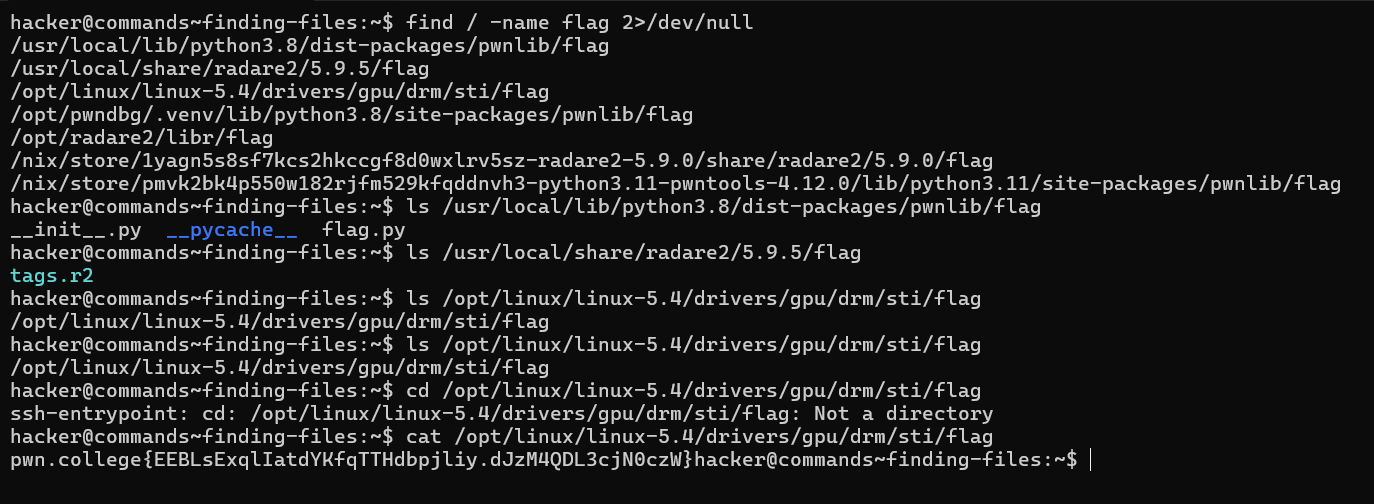 hacker@commands~finding-files:~$ find / -name flag 2>/dev/null
/usr/local/lib/python3.8/dist-packages/pwnlib/flag
/usr/local/share/radare2/5.9.5/flag
/opt/linux/linux-5.4/drivers/gpu/drm/sti/flag
/opt/pwndbg/.venv/lib/python3.8/site-packages/pwnlib/flag
/opt/radare2/libr/flag
/nix/store/1yagn5s8sf7kcs2hkccgf8d0wxlrv5sz-radare2-5.9.0/share/radare2/5.9.0/flag
/nix/store/pmvk2bk4p550w182rjfm529kfqddnvh3-python3.11-pwntools-4.12.0/lib/python3.11/site-packages/pwnlib/flag
hacker@commands~finding-files:~$ ls /usr/local/lib/python3.8/dist-packages/pwnlib/flag
__init__.py  __pycache__  flag.py
hacker@commands~finding-files:~$ ls /usr/local/share/radare2/5.9.5/flag
tags.r2
hacker@commands~finding-files:~$ ls /opt/linux/linux-5.4/drivers/gpu/drm/sti/flag
/opt/linux/linux-5.4/drivers/gpu/drm/sti/flag
hacker@commands~finding-files:~$ ls /opt/linux/linux-5.4/drivers/gpu/drm/sti/flag
/opt/linux/linux-5.4/drivers/gpu/drm/sti/flag
hacker@commands~finding-files:~$ cd /opt/linux/linux-5.4/drivers/gpu/drm/sti/flag
ssh-entrypoint: cd: /opt/linux/linux-5.4/drivers/gpu/drm/sti/flag: Not a directory
hacker@commands~finding-files:~$ cat /opt/linux/linux-5.4/drivers/gpu/drm/sti/flag
pwn.college{EEBLsExqlIatdYKfqTTHdbpjliy.dJzM4QDL3cjN0czW}hacker@commands~finding-files:~$